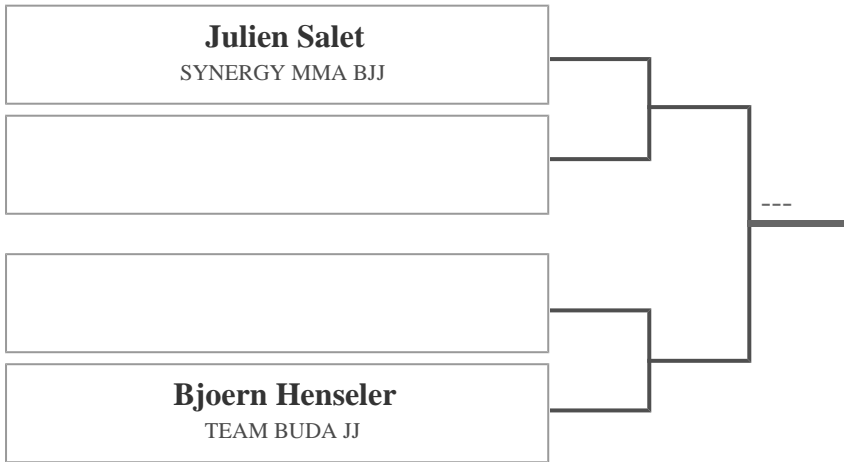 Julien Salet
SYNERGY MMA BJJ
---
Bjoern Henseler
TEAM BUDA JJ